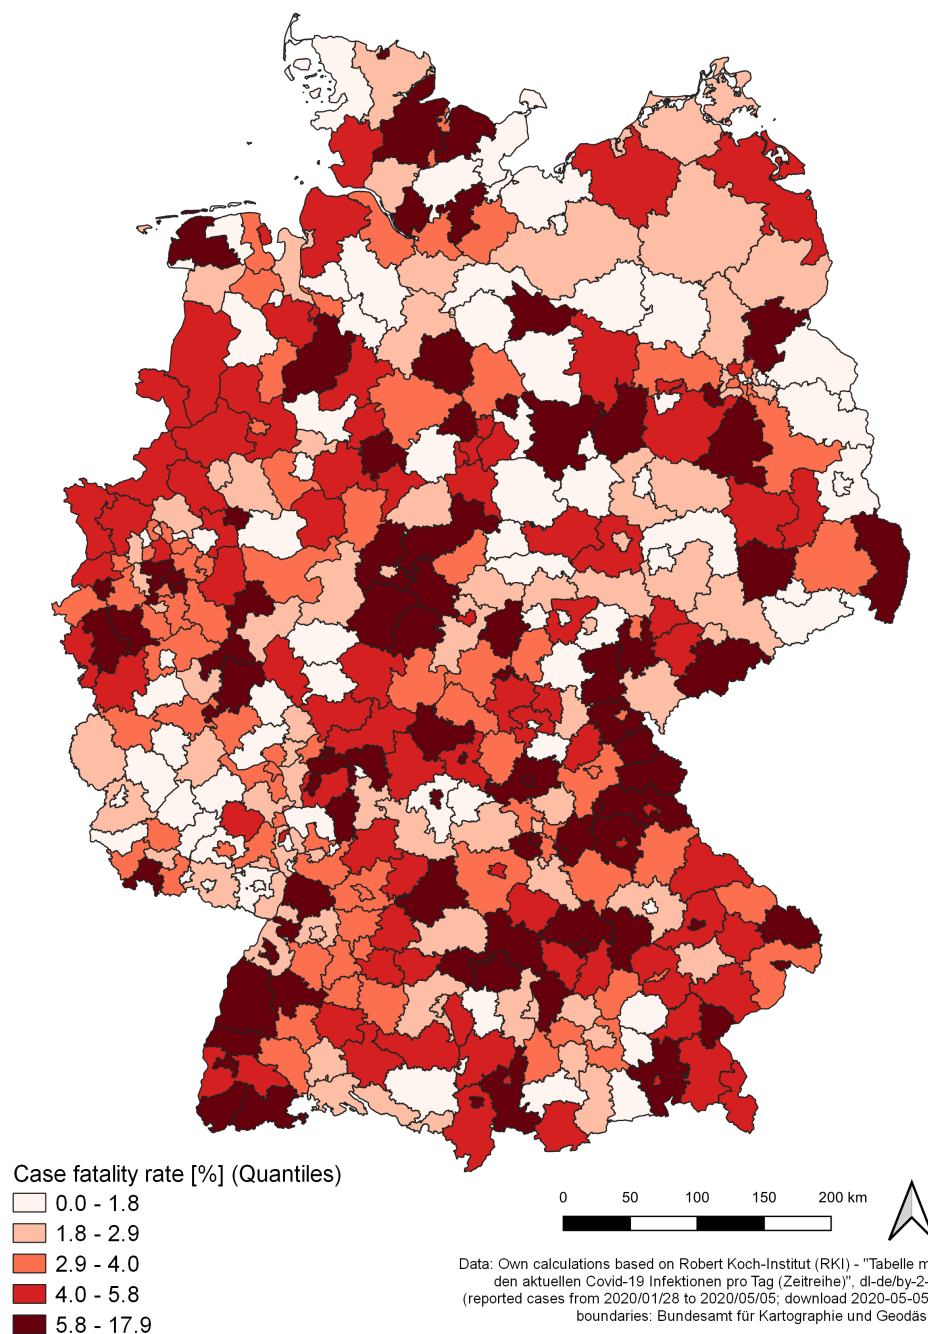 Case fatality rate [%] (Quantiles)
0.0 - 1.8
1.8 - 2.9
2.9 - 4.0
4.0 - 5.8
5.8 - 17.9
0 50 100 150 200 km
Data: Own calculations based on Robert Koch-Institut (RKI) - "Tabelle m
den aktuellen Covid-19 Infektionen pro Tag (Zeitreihe)", dl-de/by-2-
(reported cases from 2020/01/28 to 2020/05/05; download 2020-05-05
boundaries: Bundesamt für Kartographie und Geodäs